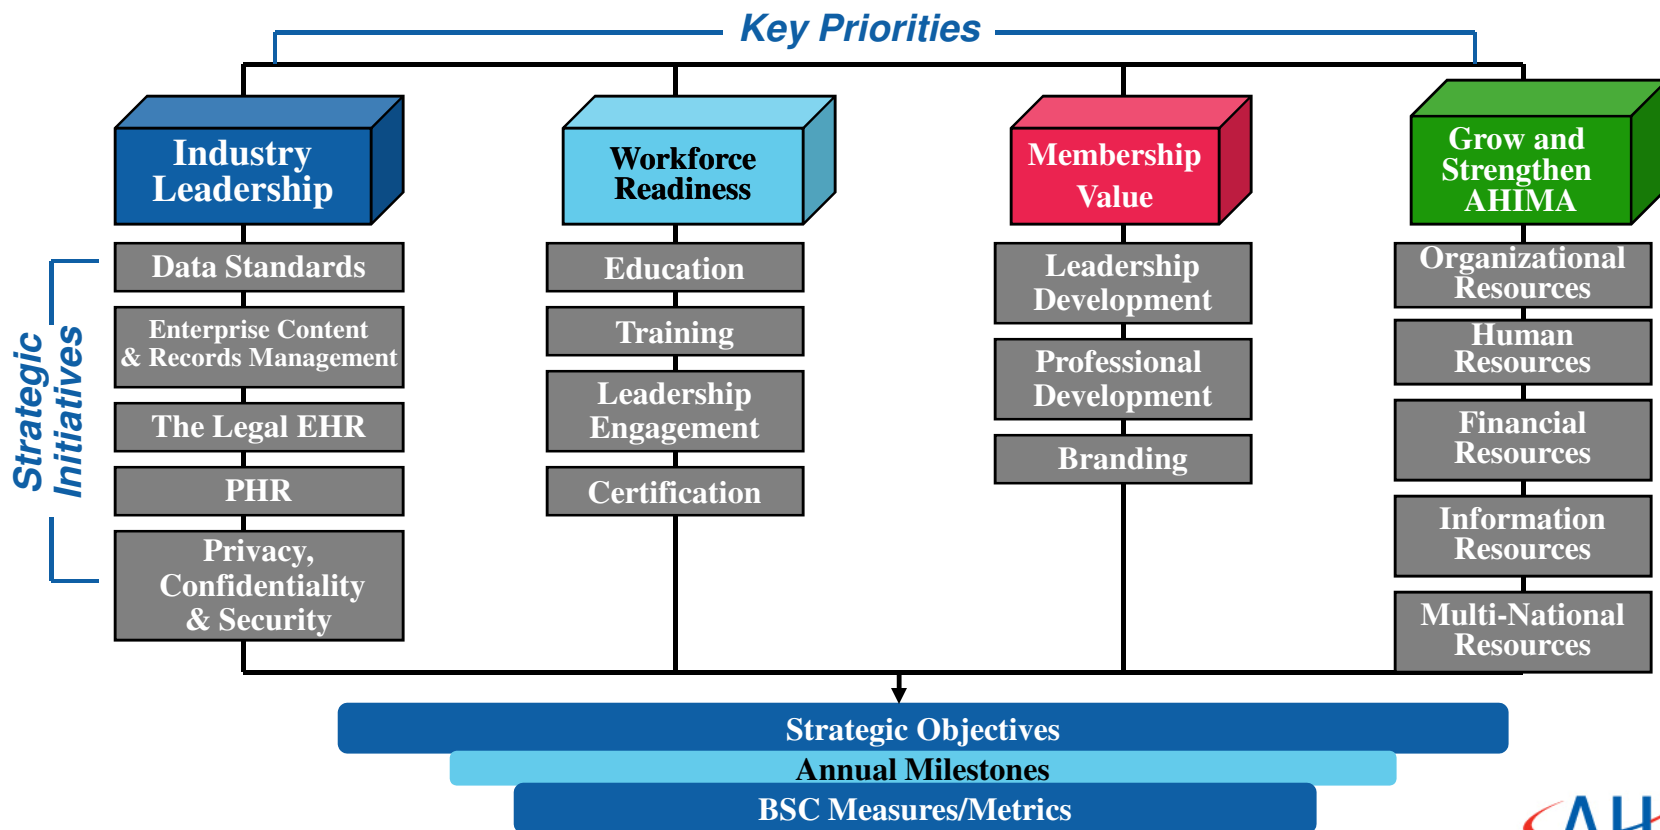 Key Priorities
Industry
Leadership
Workforce
Readiness
Membership
Value
Grow and
Strengthen
AHIMA
Strategic
Initiatives
Data Standards
Enterprise Content
& Records Management
The Legal EHR
PHR
Privacy,
Confidentiality
& Security
Education
Training
Leadership
Engagement
Certification
Leadership
Development
Professional
Development
Branding
Organizational
Resources
Human
Resources
Financial
Resources
Information
Resources
Multi-National
Resources
Strategic Objectives
Annual Milestones
BSC Measures/Metrics